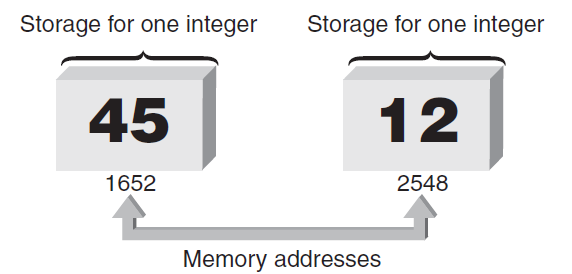 Storage for one integer
Storage for one integer
45
12
1652
2548
Memory addresses